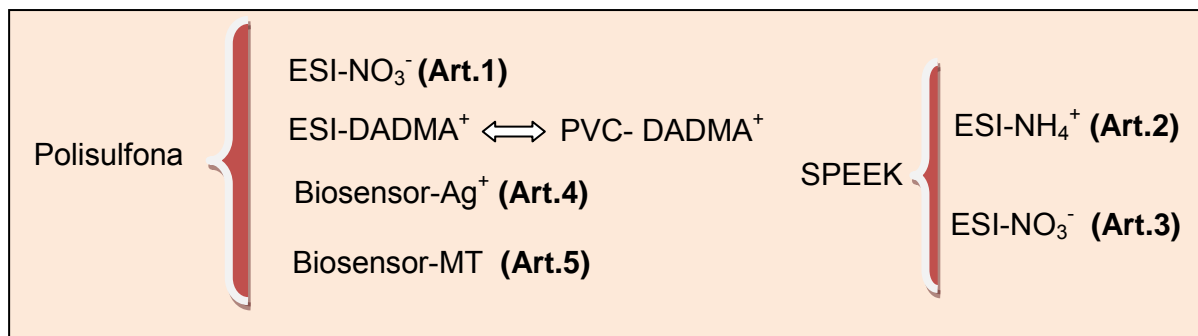 Polisulfona
ESI-NO₃⁻ (Art.1)
ESI-DADMA⁺ ⇔ PVC- DADMA⁺
Biosensor-Ag⁺ (Art.4)
Biosensor-MT (Art.5)
SPEEK
ESI-NH₄⁺ (Art.2)
ESI-NO₃⁻ (Art.3)